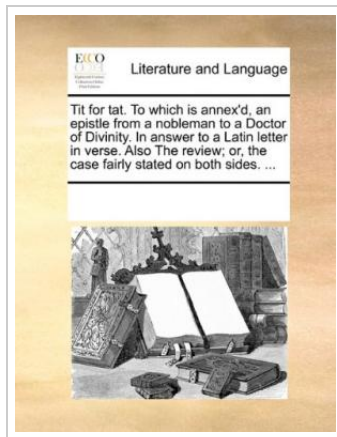 ECCO
Literature and Language
Tit for tat. To which is annex'd, an
epistle from a nobleman to a Doctor
of Divinity. In answer to a Latin letter
in verse. Also The review; or, the
case fairly stated on both sides. ...